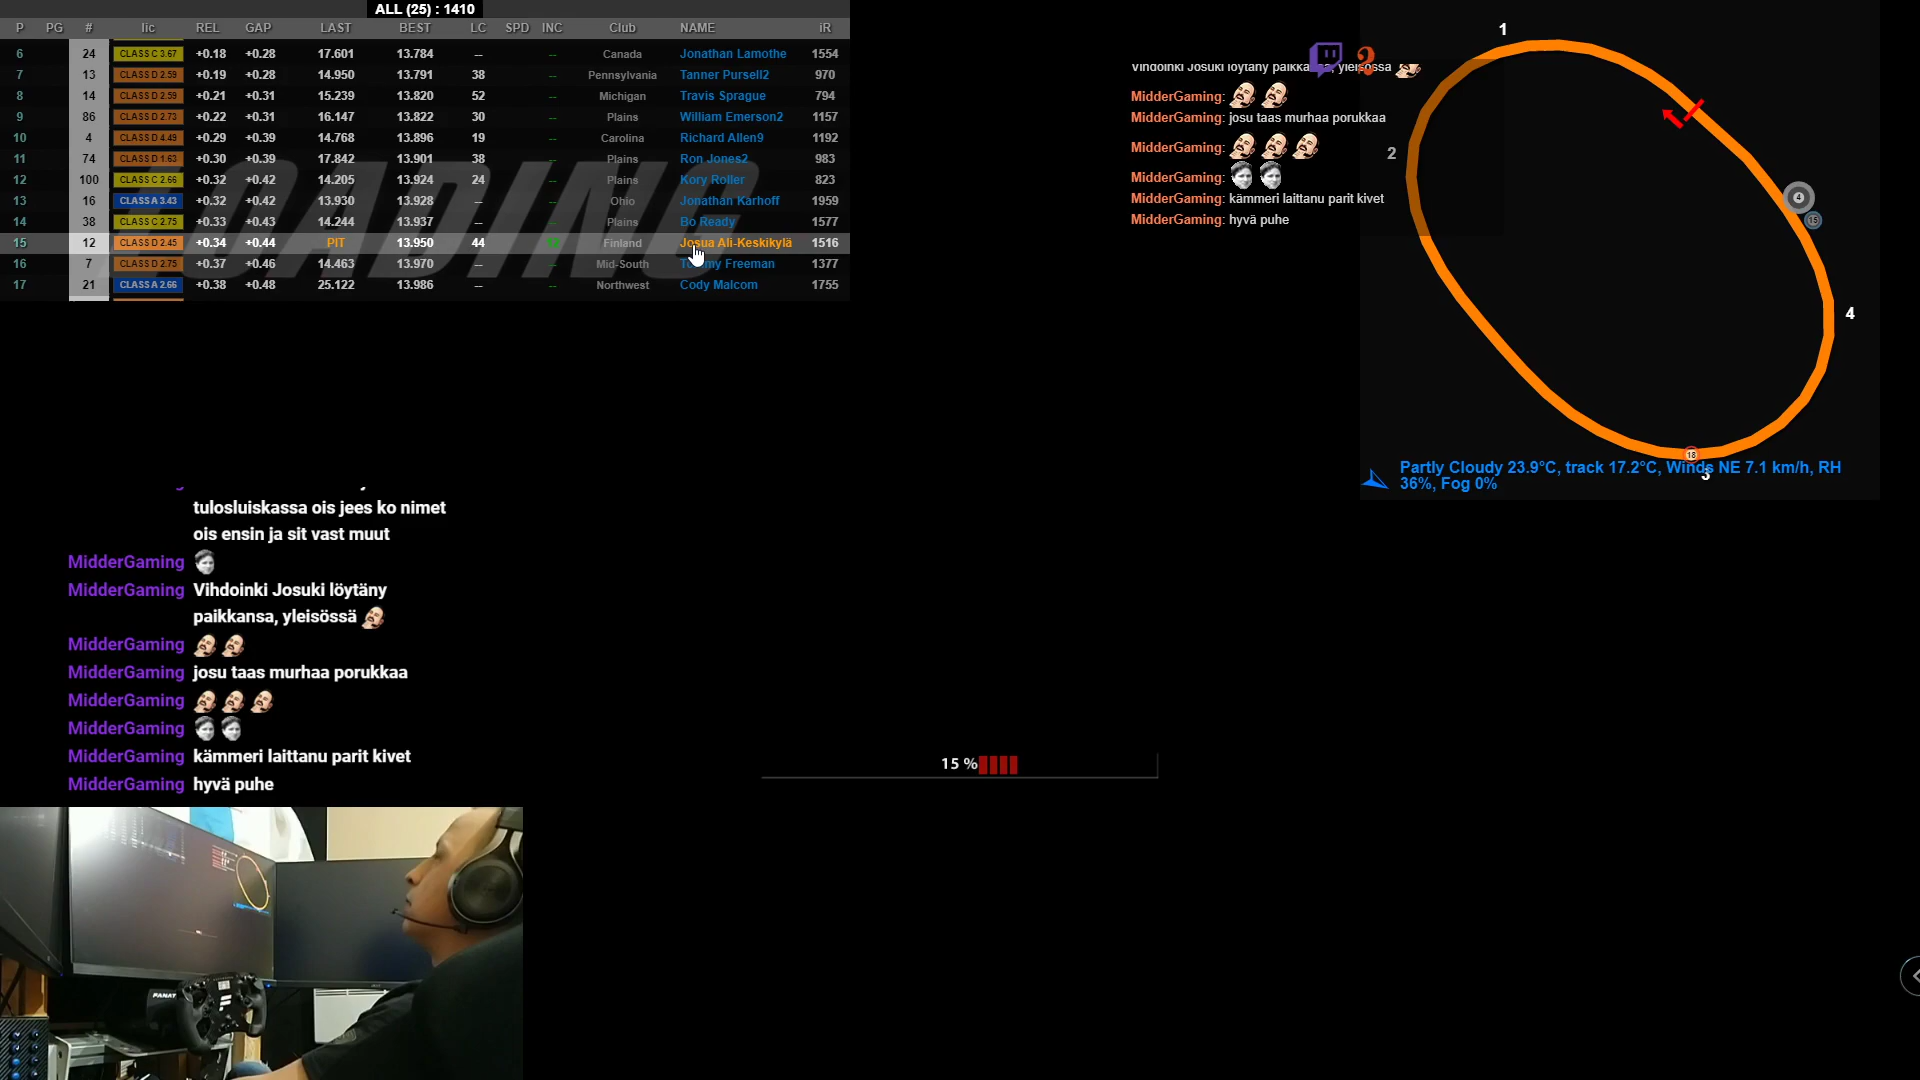 ALL (25) : 1410
P PG # lic REL GAP LAST BEST LC SPD INC Club NAME iR
6 24 CLASS C 3.67 +0.18 +0.28 17.601 13.784 -- -- Canada Jonathan Lamothe 1554
7 13 CLASS D 2.59 +0.19 +0.28 14.950 13.791 38 -- Pennsylvania Tanner Pursell2 970
8 14 CLASS D 2.59 +0.21 +0.31 15.239 13.820 52 -- Michigan Travis Sprague 794
9 86 CLASS D 2.73 +0.22 +0.31 16.147 13.822 30 -- Plains William Emerson2 1157
10 4 CLASS D 4.49 +0.29 +0.39 14.768 13.896 19 -- Carolina Richard Allen9 1192
11 74 CLASS D 1.63 +0.30 +0.39 17.842 13.901 38 -- Plains Ron Jones2 983
12 100 CLASS C 2.66 +0.32 +0.42 14.205 13.924 24 -- Plains Kory Roller 823
13 16 CLASS A 3.43 +0.32 +0.42 13.930 13.928 -- -- Ohio Jonathan Karhoff 1959
14 38 CLASS C 2.75 +0.33 +0.43 14.244 13.937 -- -- Plains Bo Ready 1577
15 12 CLASS D 2.45 +0.34 +0.44 PIT 13.950 44 Finland Josua Ali-Keskikylä 1516
16 7 CLASS D 2.75 +0.37 +0.46 14.463 13.970 -- -- Mid-South Freeman 1377
17 21 CLASS A 2.66 +0.38 +0.48 25.122 13.986 -- -- Northwest Cody Malcom 1755
LOADING
Vihdoinki Josuki löytäny yleisössä
MidderGaming:
MidderGaming: josu taas murhaa porukkaa
MidderGaming:
MidderGaming:
MidderGaming: kämmeri laittanu parit kivet
MidderGaming: hyvä puhe
1
2
4
15
4
18
3
Partly Cloudy 23.9°C, track 17.2°C, Winds NE 7.1 km/h, RH
36%, Fog 0%
tulosluiskassa ois jees ko nimet
ois ensin ja sit vast muut
MidderGaming
MidderGaming Vihdoinki Josuki löytäny
paikkansa, yleisössä
MidderGaming
MidderGaming josu taas murhaa porukkaa
MidderGaming
MidderGaming
MidderGaming kämmeri laittanu parit kivet
MidderGaming hyvä puhe
15 %
FANAT